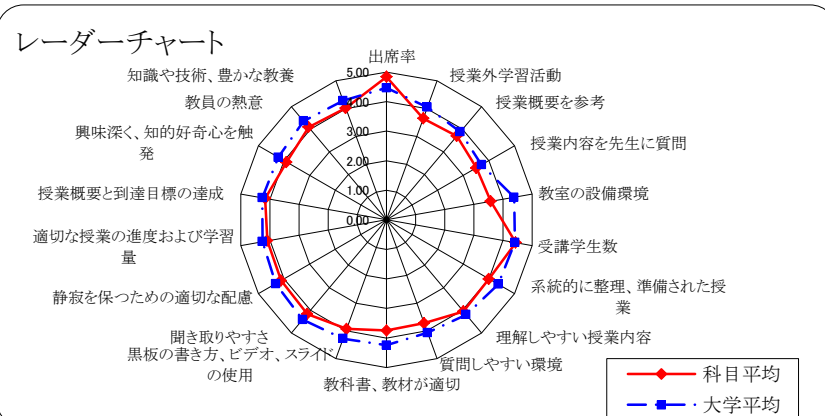 レーダーチャート
出席率
授業外学習活動
授業概要を参考
授業内容を先生に質問
教室の設備環境
受講学生数
系統的に整理、準備された授
業
理解しやすい授業内容
質問しやすい環境
教科書、教材が適切
黒板の書き方、ビデオ、スライド
の使用
聞き取りやすさ
静寂を保つための適切な配慮
適切な授業の進度および学習
量
授業概要と到達目標の達成
興味深く、知的好奇心を触
発
教員の熱意
知識や技術、豊かな教養
5.00
4.00
3.00
2.00
1.00
0.00
科目平均
大学平均